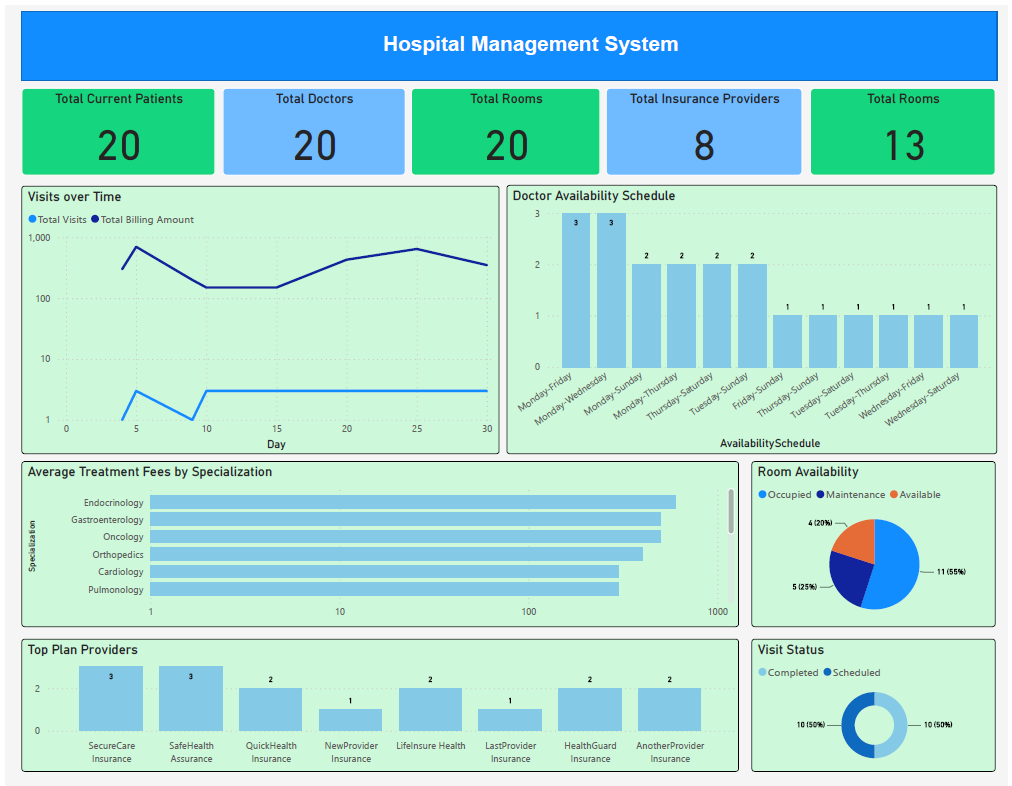 Hospital Management System
Total Current Patients
20
Total Doctors
20
Total Rooms
20
Total Insurance Providers
8
Total Rooms
13
Visits over Time
Total Visits Total Billing Amount
1,000
100
10
1
0 5 10 15 20 25 30
Day
Doctor Availability Schedule
3
2
1
0
3 3 2 2 2 2 1 1 1 1 1 1
Monday-Friday
Monday-Wednesday
Monday-Sunday
Monday-Thursday
Thursday-Saturday
Tuesday-Sunday
Friday-Sunday
Thursday-Sunday
Tuesday-Saturday
Tuesday-Thursday
Wednesday-Friday
Wednesday-Saturday
AvailabilitySchedule
Average Treatment Fees by Specialization
Specialization
Endocrinology
Gastroenterology
Oncology
Orthopedics
Cardiology
Pulmonology
1 10 100 1000
Room Availability
Occupied Maintenance Available
4 (20%)
11 (55%)
5 (25%)
Top Plan Providers
2
0
3 3 2 1 2 1 2 2
SecureCare Insurance
SafeHealth Assurance
QuickHealth Insurance
NewProvider Insurance
LifeInsure Health
LastProvider Insurance
HealthGuard Insurance
AnotherProvider Insurance
Visit Status
Completed Scheduled
10 (50%) 10 (50%)